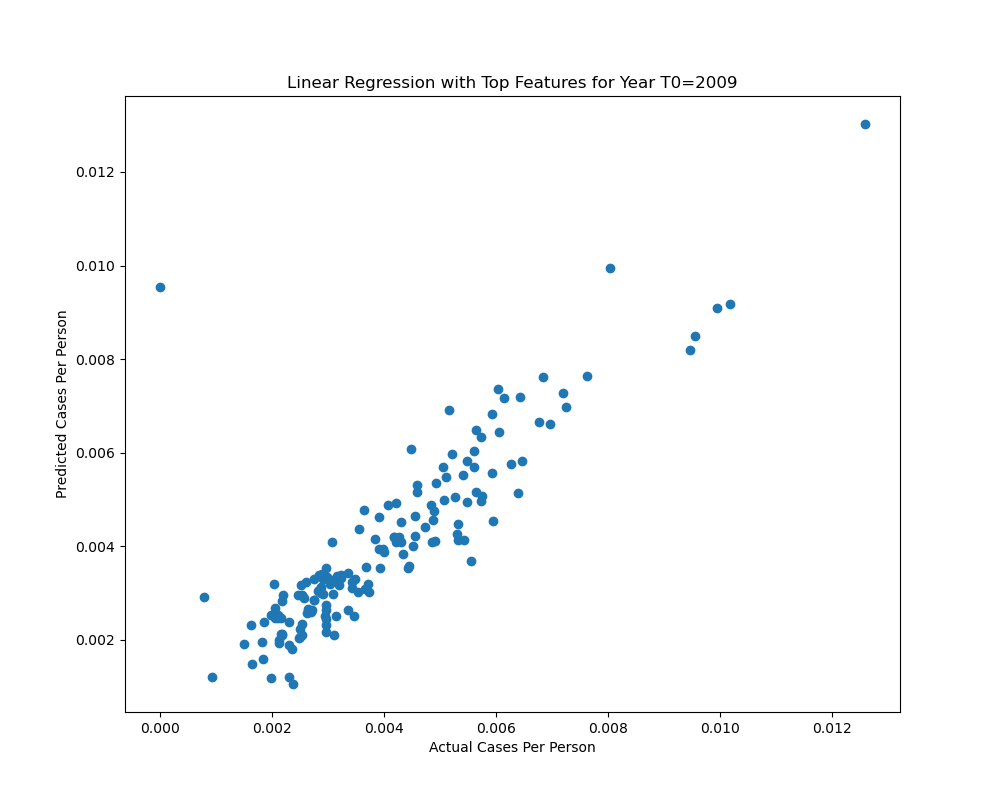 Linear Regression with Top Features for Year T0=2009
Predicted Cases Per Person
0.012
0.010
0.008
0.006
0.004
0.002
0.000 0.002 0.004 0.006 0.008 0.010 0.012
Actual Cases Per Person